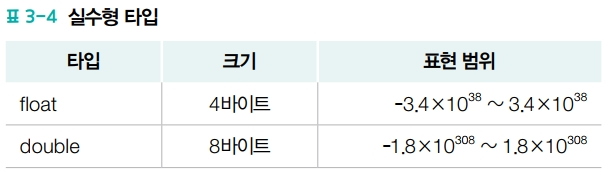 표 3-4 실수형 타입
타입 크기 표현 범위
float 4바이트 -3.4×10³⁸ ~ 3.4×10³⁸
double 8바이트 -1.8×10³⁰⁸ ~ 1.8×10³⁰⁸